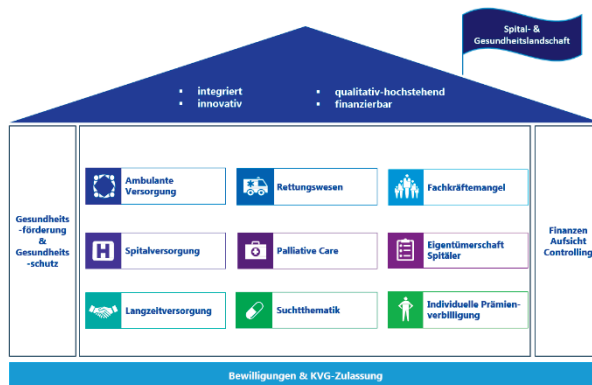 Spital- &
Gesundheitslandschaft
▪ integriert
▪ innovativ
▪ qualitativ-hochstehend
▪ finanzierbar
Gesundheits
-förderung
&
Gesundheits
-schutz
Ambulante
Versorgung
Rettungswesen
Fachkräftemangel
H
Spitalversorgung
Palliative Care
Eigentümerschaft
Spitäler
Langzeitversorgung
Suchtthematik
Individuelle Prämien-
verbilligung
Finanzen
Aufsicht
Controlling
Bewilligungen & KVG-Zulassung